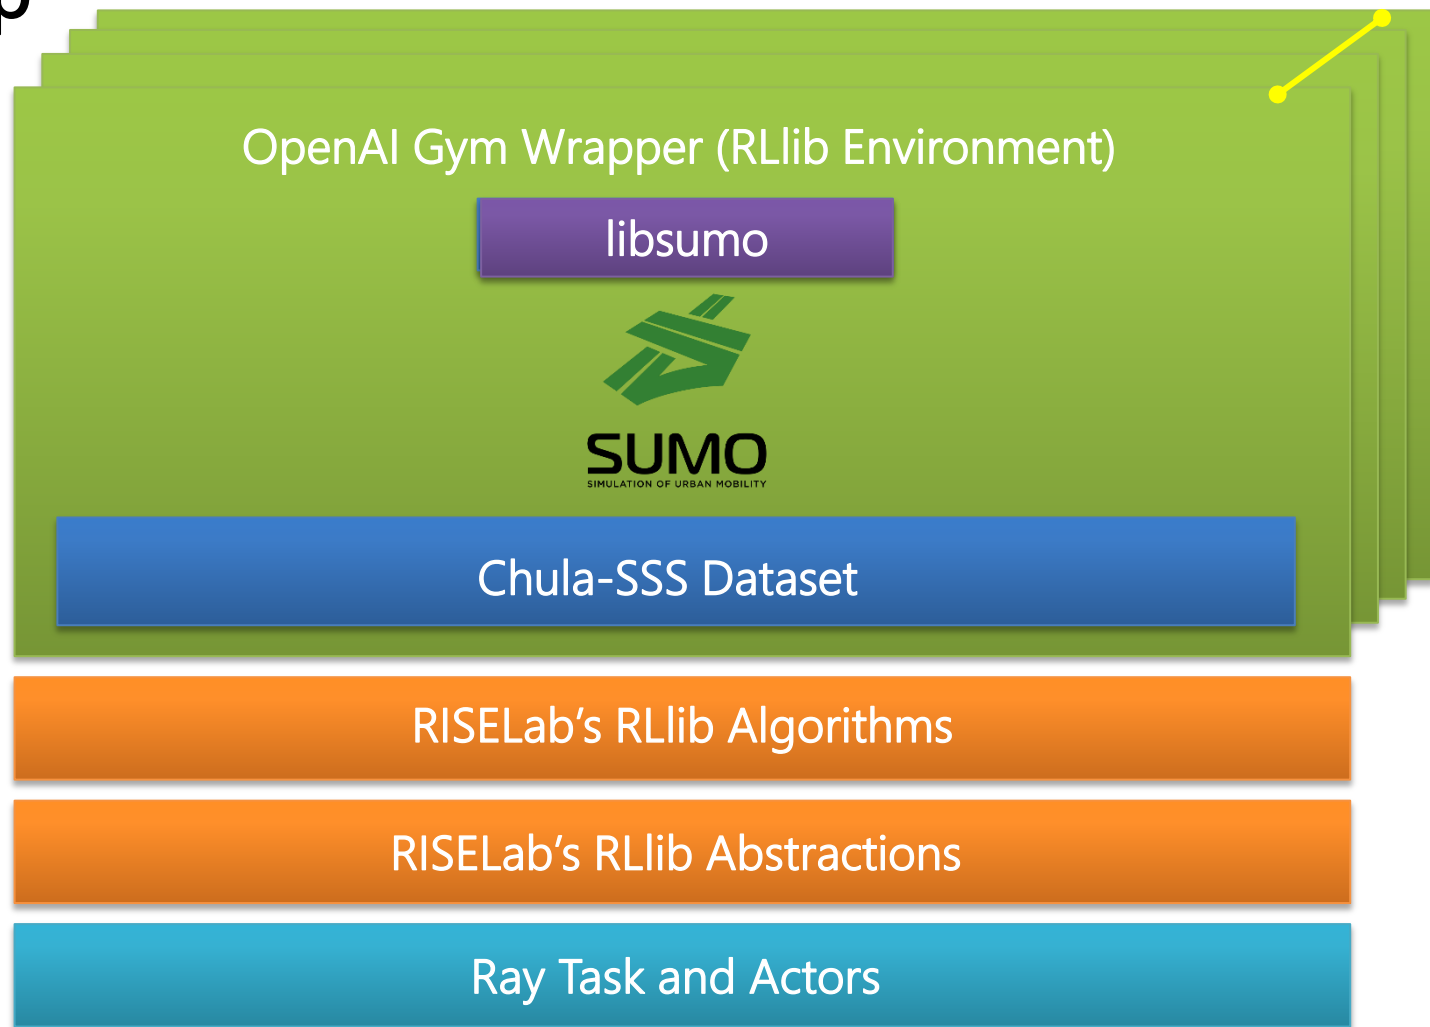 p
OpenAI Gym Wrapper (RLlib Environment)
libsumo
SUMO
SIMULATION OF URBAN MOBILITY
Chula-SSS Dataset
RISELab’s RLlib Algorithms
RISELab’s RLlib Abstractions
Ray Task and Actors